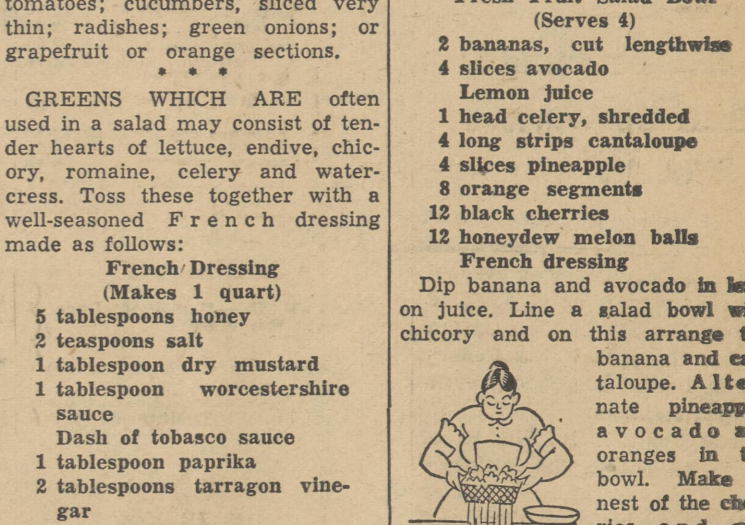 tomatoes; cucumbers, sliced very
thin; radishes; green onions; or
grapefruit or orange sections.
* * *
GREENS WHICH ARE often
used in a salad may consist of ten-
der hearts of lettuce, endive, chic-
ory, romaine, celery and water-
cress. Toss these together with a
well-seasoned French dressing
made as follows:
French Dressing
(Makes 1 quart)
5 tablespoons honey
2 teaspoons salt
1 tablespoon dry mustard
1 tablespoon worcestershire
sauce
Dash of tobasco sauce
1 tablespoon paprika
2 tablespoons tarragon vine-
gar
Fresh Fruit Salad Bowl
(Serves 4)
2 bananas, cut lengthwise
4 slices avocado
Lemon juice
1 head celery, shredded
4 long strips cantaloupe
4 slices pineapple
8 orange segments
12 black cherries
12 honeydew melon balls
French dressing
Dip banana and avocado in
on juice. Line a salad bowl
chicory and on this arrange
banana and
taloupe. Alte
nate pineapp
avocado
oranges in
bowl. Make
nest of the